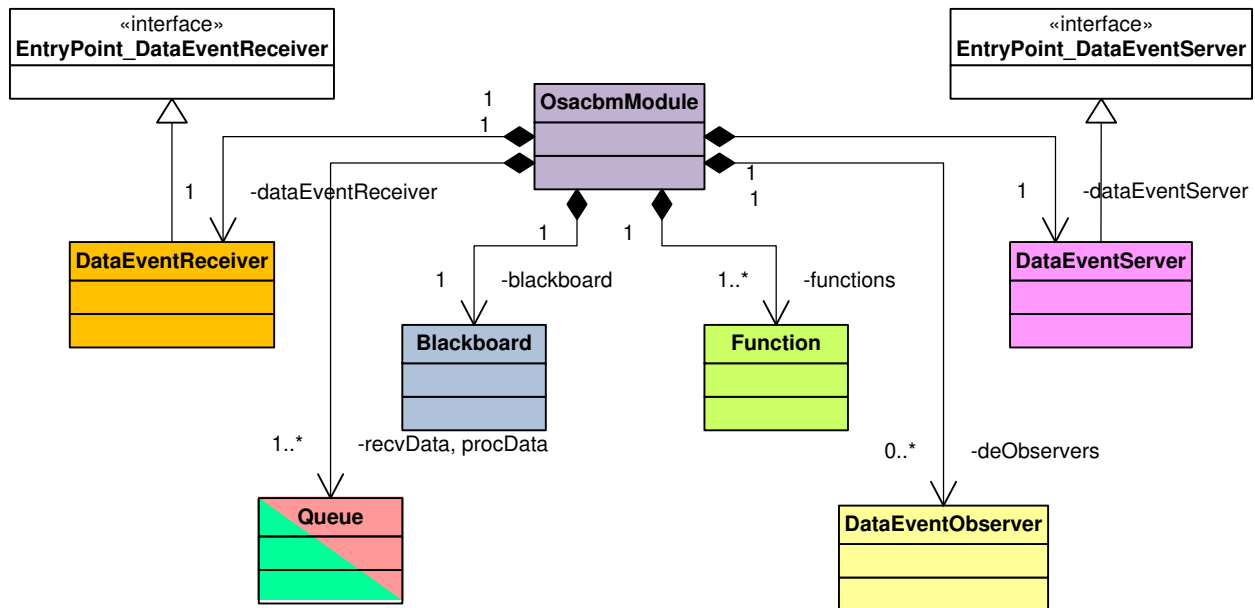 «interface»
EntryPoint_DataEventReceiver
«interface»
EntryPoint_DataEventServer
OsacbmModule
1
1
1
1
1
-dataEventReceiver
1
-dataEventServer
1
1
DataEventReceiver
DataEventServer
1
-blackboard
1..*
-functions
Blackboard
Function
1..*
-recvData, procData
0..*
-deObservers
Queue
DataEventObserver